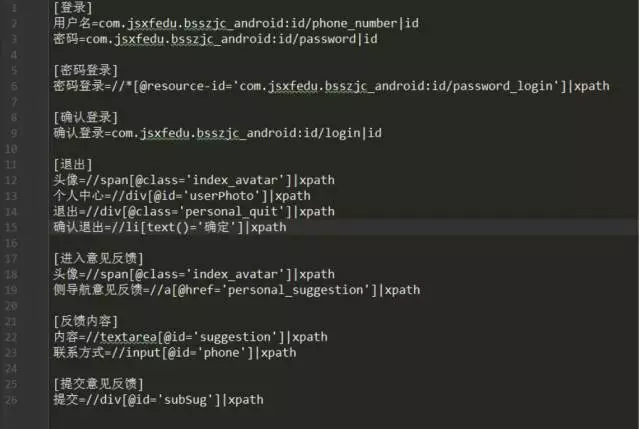 1 [登录]
2 用户名=com.jsxfedu.bsszjc_android:id/phone_number|id
3 密码=com.jsxfedu.bsszjc_android:id/password|id
4
5 [密码登录]
6 密码登录=//*[@resource-id='com.jsxfedu.bsszjc_android:id/password_login']|xpath
7
8 [确认登录]
9 确认登录=com.jsxfedu.bsszjc_android:id/login|id
10
11 [退出]
12 头像=//span[@class='index_avatar']|xpath
13 个人中心=//div[@id='userPhoto']|xpath
14 退出=//div[@class='personal_quit']|xpath
15 确认退出=//li[text()='确定']|xpath
16
17 [进入意见反馈]
18 头像=//span[@class='index_avatar']|xpath
19 侧导航意见反馈=//a[@href='personal_suggestion']|xpath
20
21 [反馈内容]
22 内容=//textarea[@id='suggestion']|xpath
23 联系方式=//input[@id='phone']|xpath
24
25 [提交意见反馈]
26 提交=//div[@id='subSug']|xpath